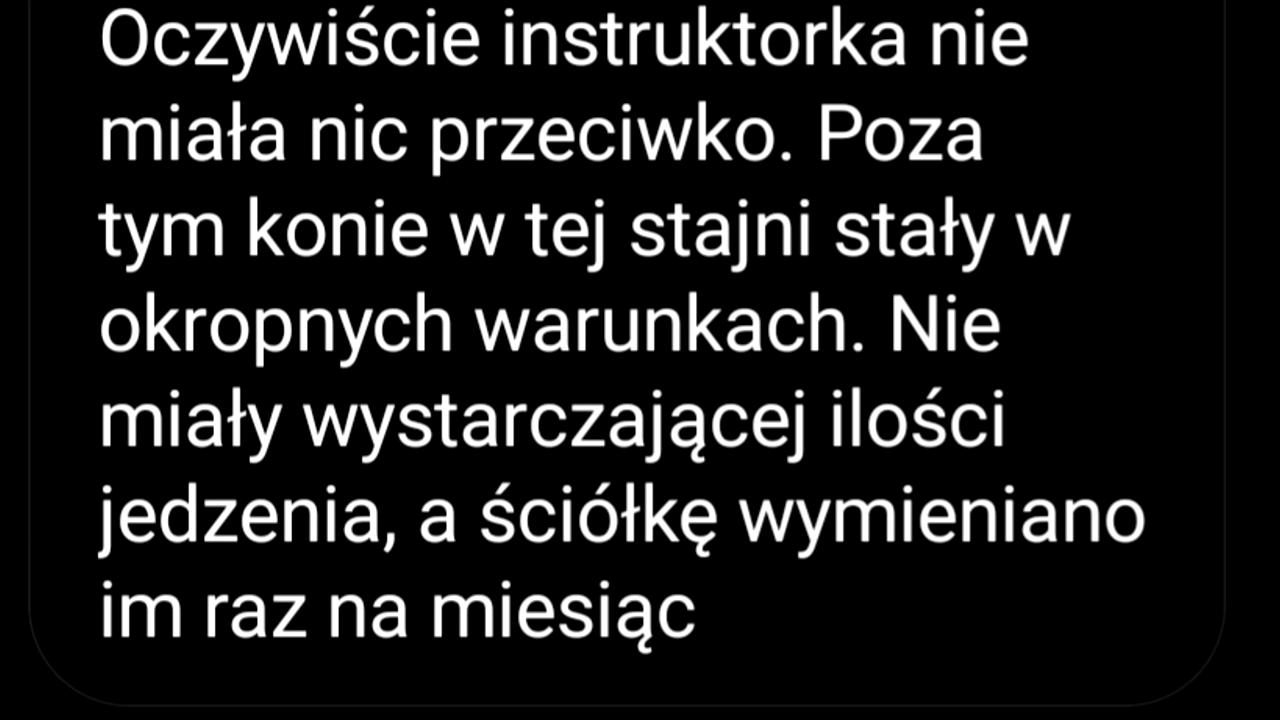 Oczywiście instruktorka nie
miała nic przeciwko. Poza
tym konie w tej stajni stały w
okropnych warunkach. Nie
miały wystarczającej ilości
jedzenia, a ściółkę wymieniano
im raz na miesiąc